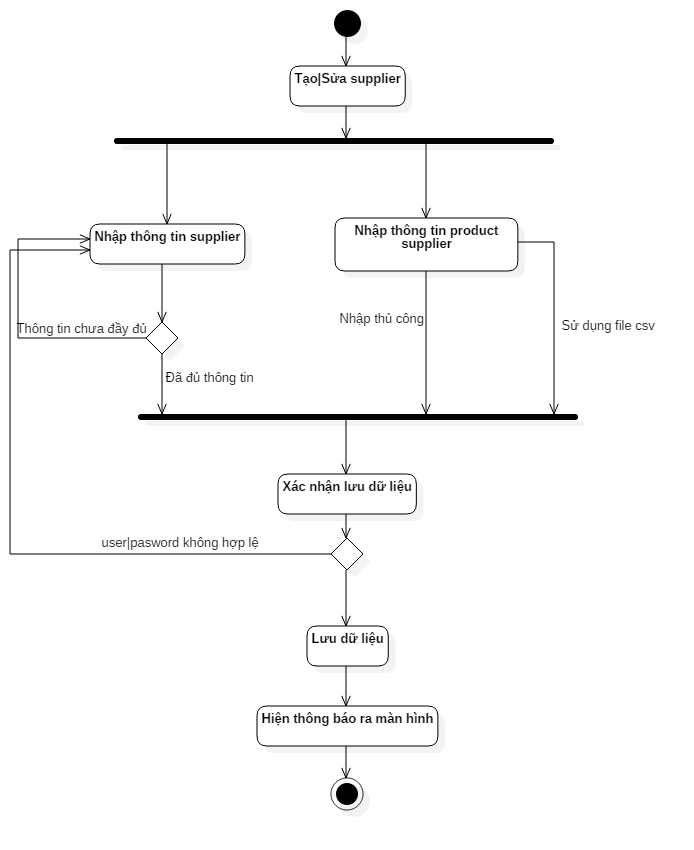 Tạo|Sửa supplier
Nhập thông tin supplier
Nhập thông tin product
supplier
Nhập thủ công
Sử dụng file csv
Thông tin chưa đầy đủ
Đã đủ thông tin
Xác nhận lưu dữ liệu
user|pasword không hợp lệ
Lưu dữ liệu
Hiện thông báo ra màn hình